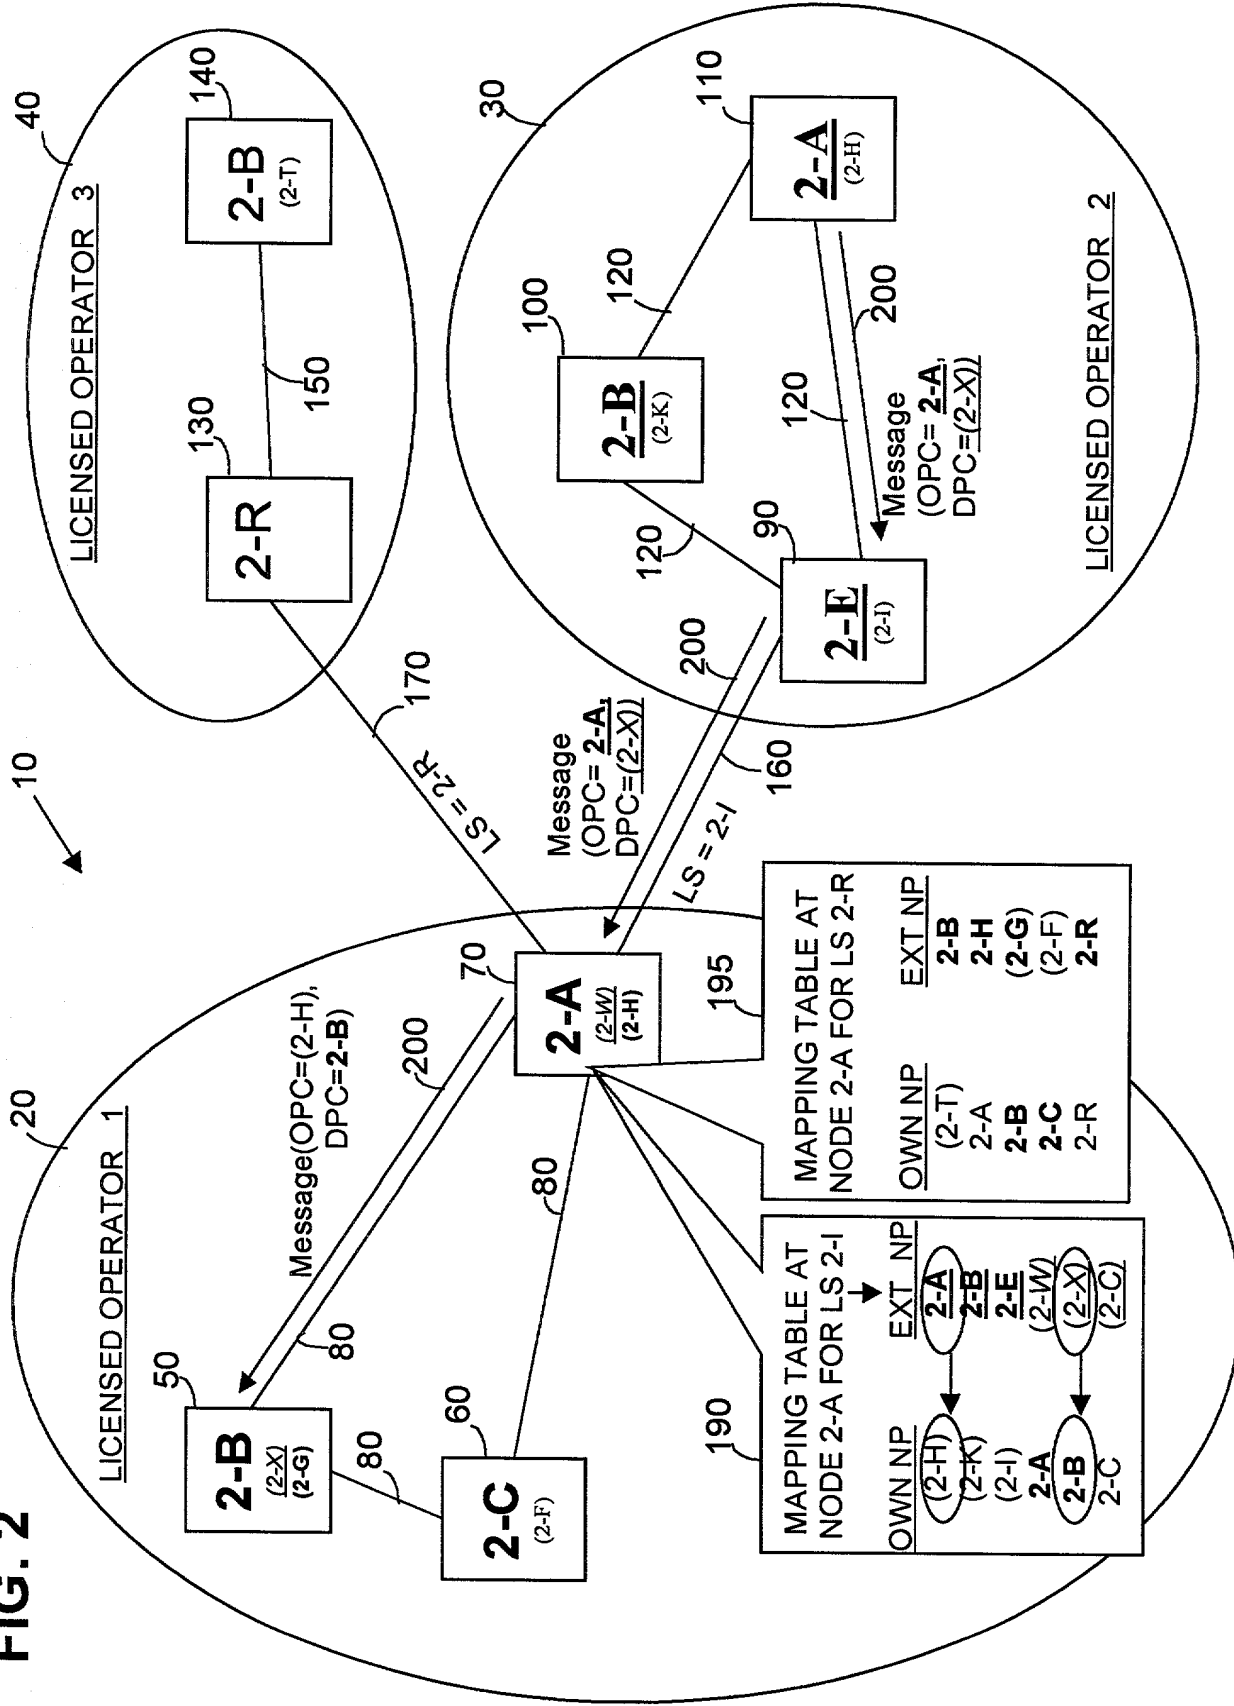 FIG. 2
10
20
LICENSED OPERATOR 1
50
2-B
(2-X)
(2-G)
80
60
2-C
(2-F)
80
80
Message(OPC=(2-H),
DPC=2-B)
200
70
2-A
(2-W)
(2-H)
190
MAPPING TABLE AT
NODE 2-A FOR LS 2-I
OWN NP EXT NP
(2-H) 2-A
(2-K) 2-B
(2-I) 2-E
2-A (2-W)
2-B (2-X)
2-C (2-C)
195
MAPPING TABLE AT
NODE 2-A FOR LS 2-R
OWN NP EXT NP
(2-T) 2-B
2-A 2-H
2-B (2-G)
2-C (2-F)
2-R 2-R
LS = 2-R
170
Message
(OPC= 2-A,
DPC=(2-X))
200
LS = 2-I
160
40
LICENSED OPERATOR 3
130
2-R
150
140
2-B
(2-T)
30
LICENSED OPERATOR 2
90
2-E
(2-I)
120
100
2-B
(2-K)
120
110
2-A
(2-H)
120
200
Message
(OPC= 2-A,
DPC=(2-X))